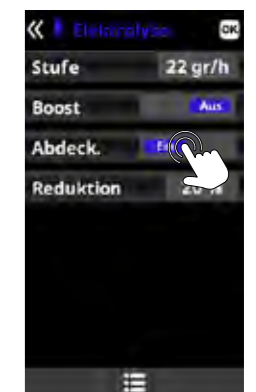 Elektrolyse
OK
Stufe 22 gr/h
Boost Aus
Abdeck.
Reduktion